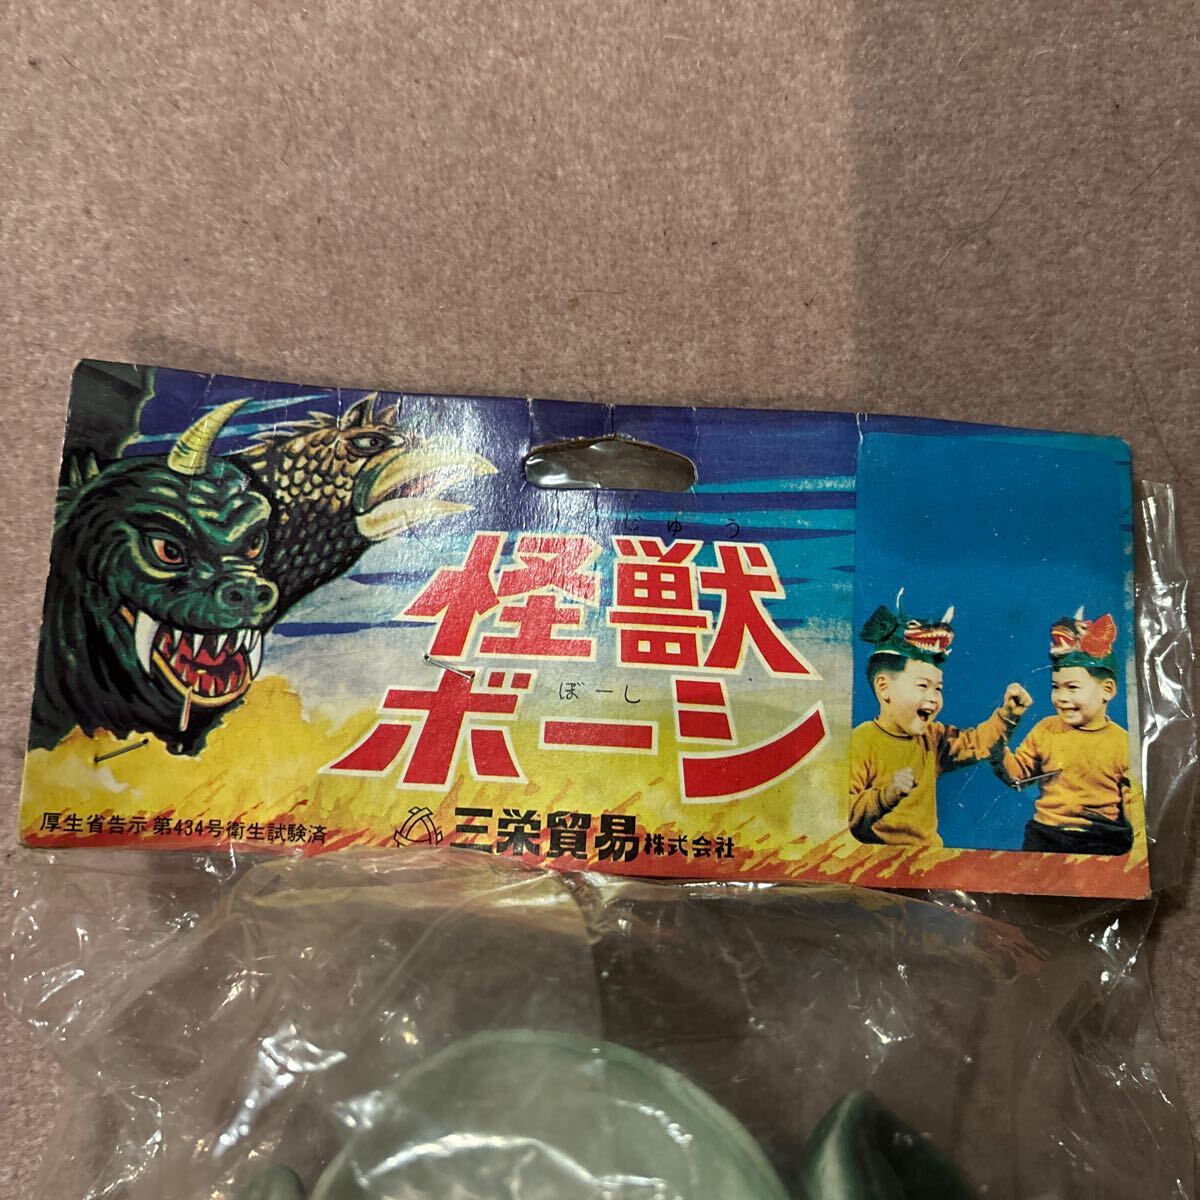 じゅう
怪獣
ぼーし
ボーシ
厚生省告示 第434号衛生試験済
三栄貿易株式会社